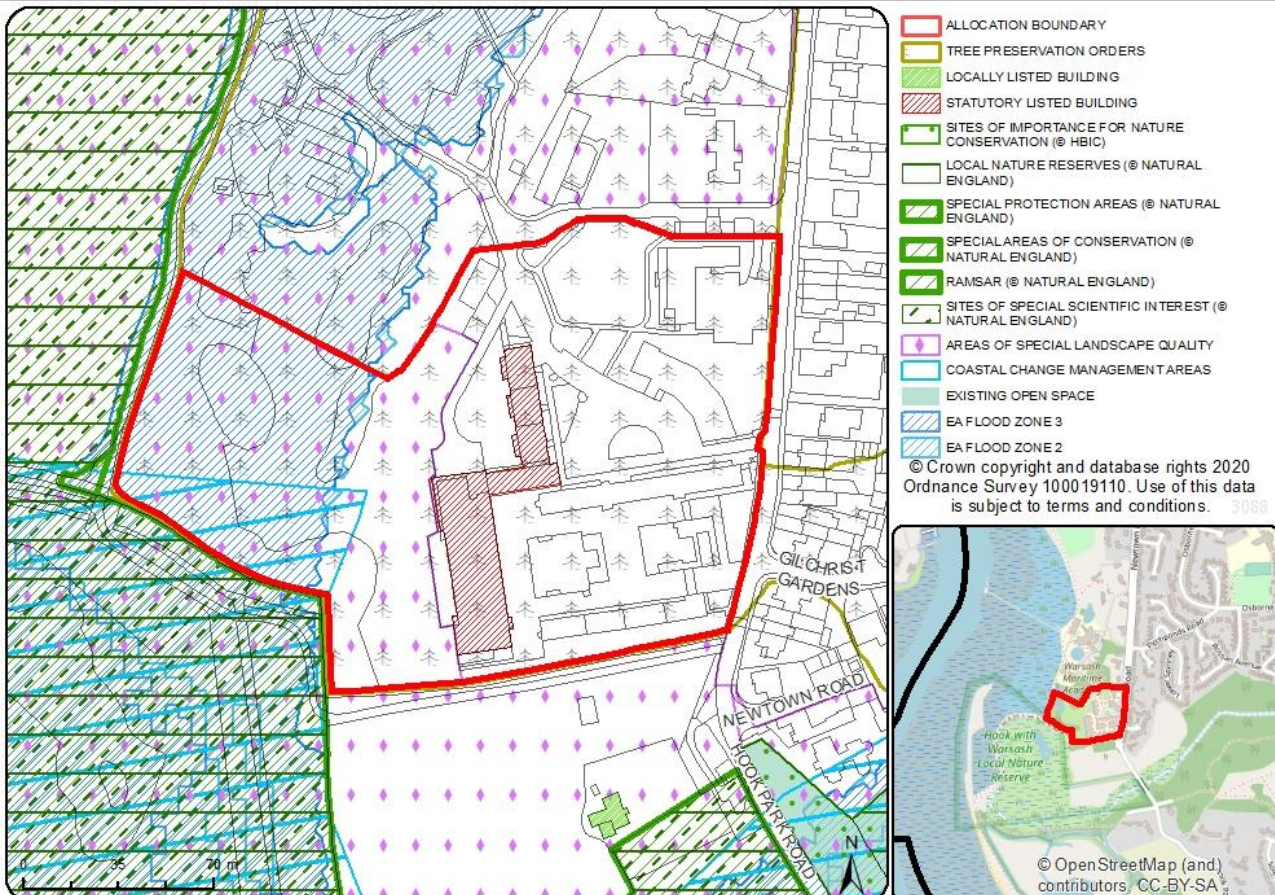 GILCHRIST
GARDENS
NEWTOWN ROAD
HOOK PARK ROAD
N
0 35 70 m
ALLOCATION BOUNDARY
TREE PRESERVATION ORDERS
LOCALLY LISTED BUILDING
STATUTORY LISTED BUILDING
SITES OF IMPORTANCE FOR NATURE
CONSERVATION (© HBIC)
LOCAL NATURE RESERVES (© NATURAL
ENGLAND)
SPECIAL PROTECTION AREAS (© NATURAL
ENGLAND)
SPECIAL AREAS OF CONSERVATION (©
NATURAL ENGLAND)
RAMSAR (© NATURAL ENGLAND)
SITES OF SPECIAL SCIENTIFIC INTEREST (©
NATURAL ENGLAND)
AREAS OF SPECIAL LANDSCAPE QUALITY
COASTAL CHANGE MANAGEMENT AREAS
EXISTING OPEN SPACE
EA FLOOD ZONE 3
EA FLOOD ZONE 2
© Crown copyright and database rights 2020
Ordnance Survey 100019110. Use of this data
is subject to terms and conditions. 3088
Newtown
Road
Osborne
Warsash
Maritime
Hook with
Warsash
Local Nature
Reserve
© OpenStreetMap (and)
contributors, CC-BY-SA